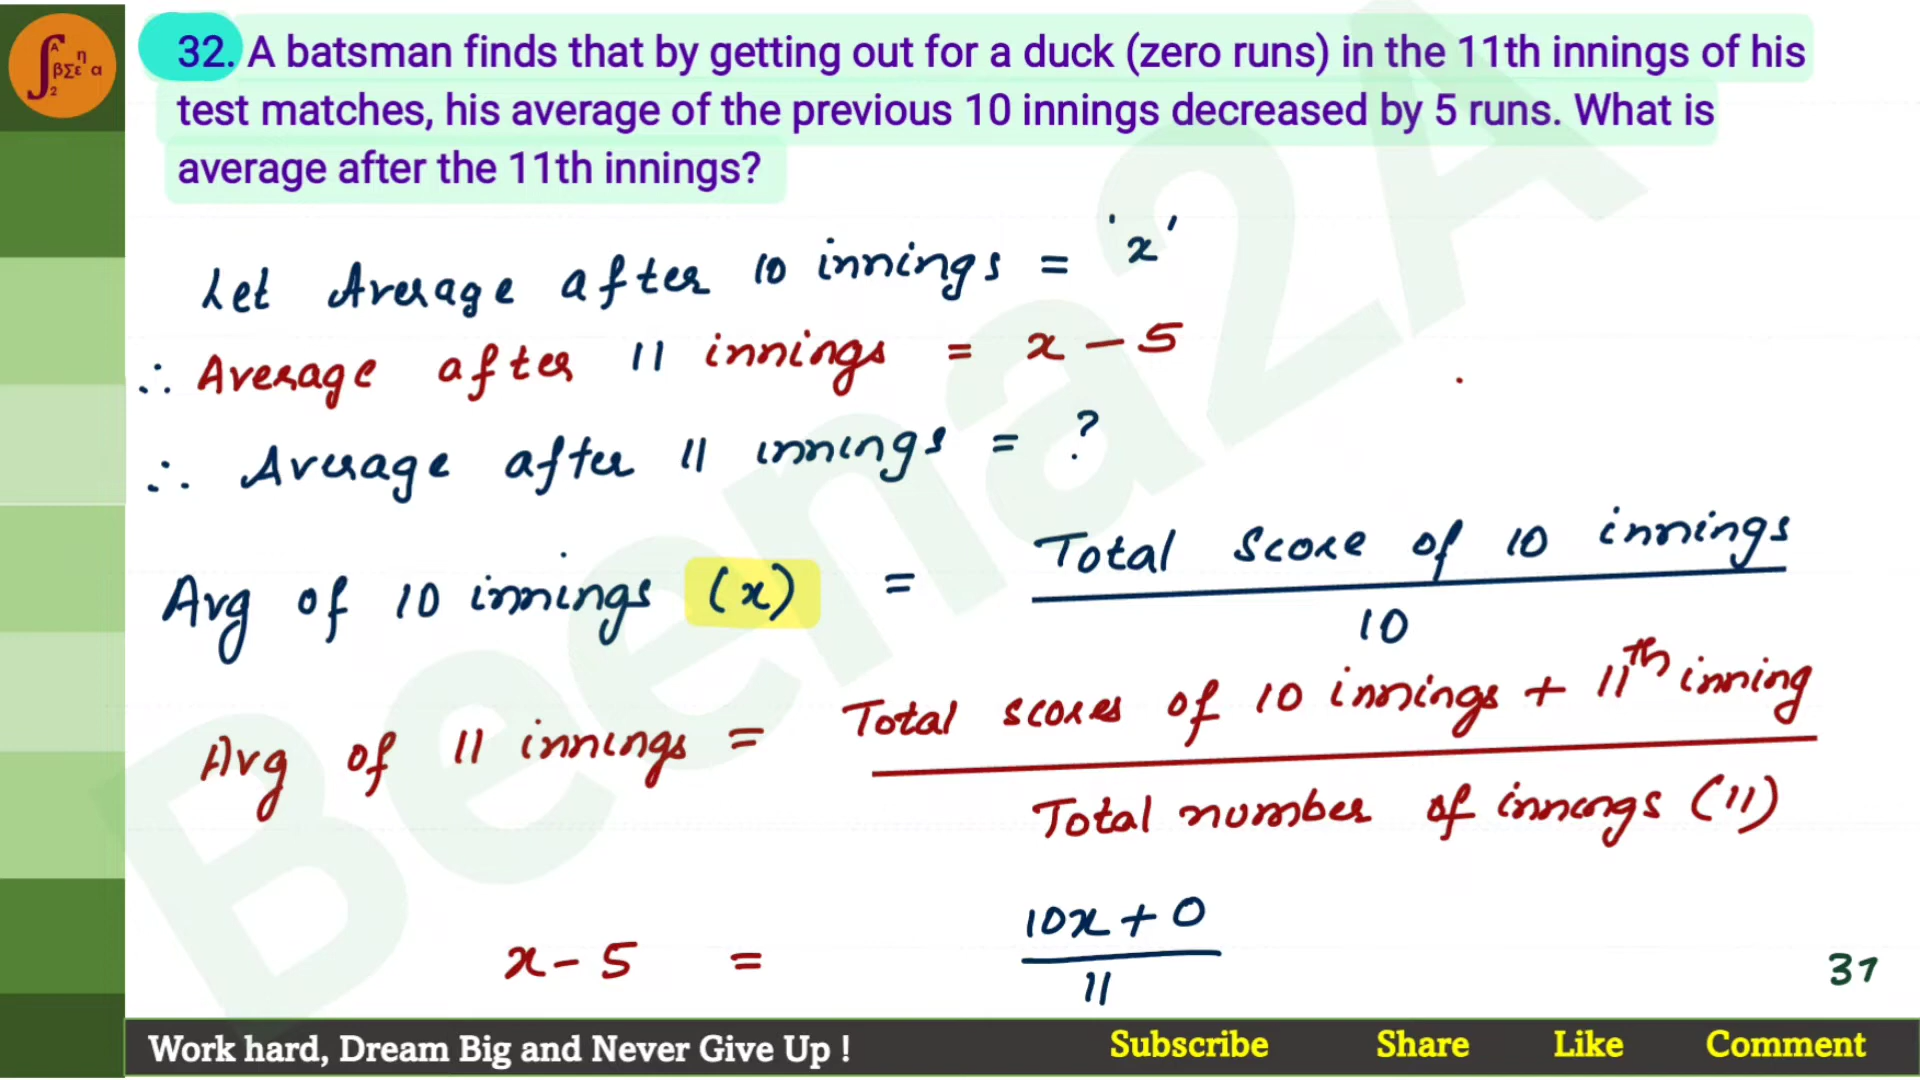 32. A batsman finds that by getting out for a duck (zero runs) in the 11th innings of his
test matches, his average of the previous 10 innings decreased by 5 runs. What is
average after the 11th innings?
Let Average after 10 innings = 'x'
∴ Average after 11 innings = x - 5
∴ Average after 11 innings = ?
Avg of 10 innings (x) = Total Score of 10 innings
10
Avg of 11 innings = Total scores of 10 innings + 11th inning
Total number of innings (11)
x - 5 = 10x + 0
11
37
Beena2A
Work hard, Dream Big and Never Give Up ! Subscribe Share Like Comment